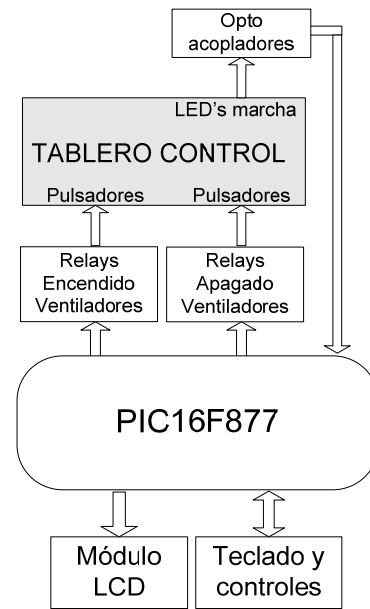 Opto
acopladores
LED's marcha
TABLERO CONTROL
Pulsadores Pulsadores
Relays
Encendido
Ventiladores
Relays
Apagado
Ventiladores
PIC16F877
Módulo
LCD
Teclado y
controles